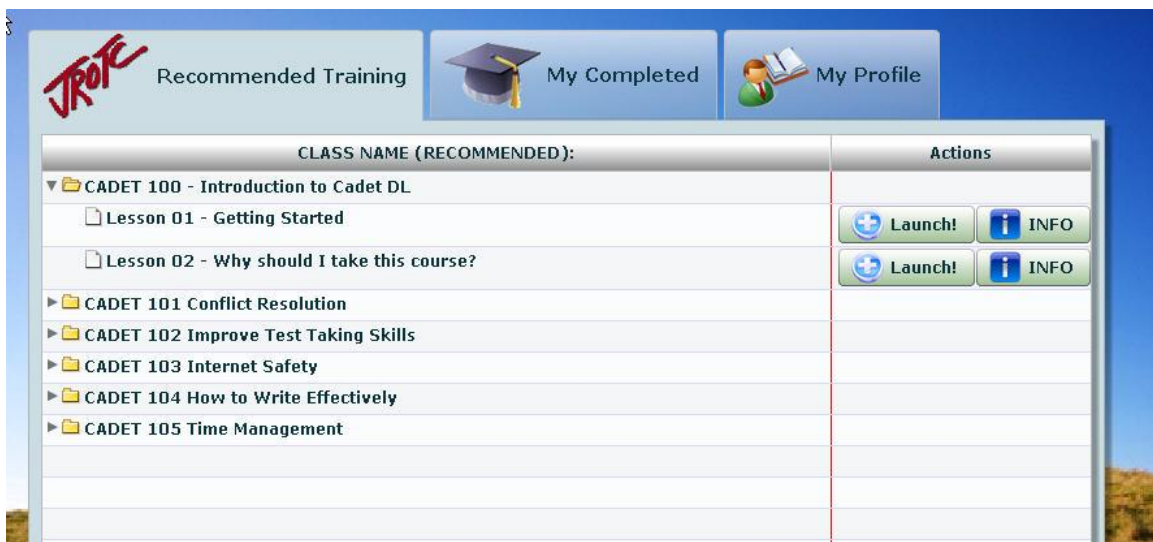 JROTC
Recommended Training
My Completed
My Profile
CLASS NAME (RECOMMENDED):
Actions
CADET 100 - Introduction to Cadet DL
Lesson 01 - Getting Started
Launch!
INFO
Lesson 02 - Why should I take this course?
Launch!
INFO
CADET 101 Conflict Resolution
CADET 102 Improve Test Taking Skills
CADET 103 Internet Safety
CADET 104 How to Write Effectively
CADET 105 Time Management